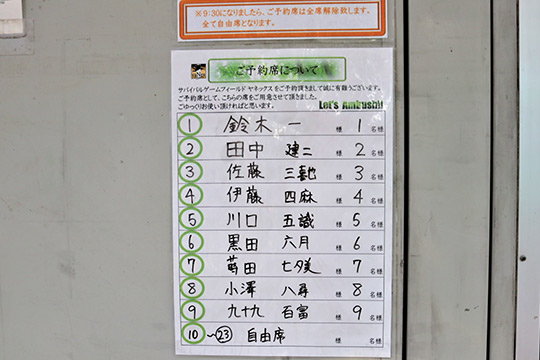 ※9:30になりましたら、ご予約席は全席解除致します。
全て自由席となります。
ご予約席について
サバイバルゲームフィールド ヤネックスをご予約頂きまして誠に有難うございます。
ご予約席として、こちらの席をご用意させて頂きました。
ごゆっくりお使い頂ければと思います。
Let's Ambush!!
1 鈴木 一 様 1 名様
2 田中 建二 様 2 名様
3 佐藤 三 様 3 名様
4 伊藤 四麻 様 4 名様
5 川口 五識 様 5 名様
6 黒田 六月 様 6 名様
7 田 七 様 7 名様
8 小澤 八尋 様 8 名様
9 九十九 百富 様 9 名様
10 〜 23 自由席 様 名様